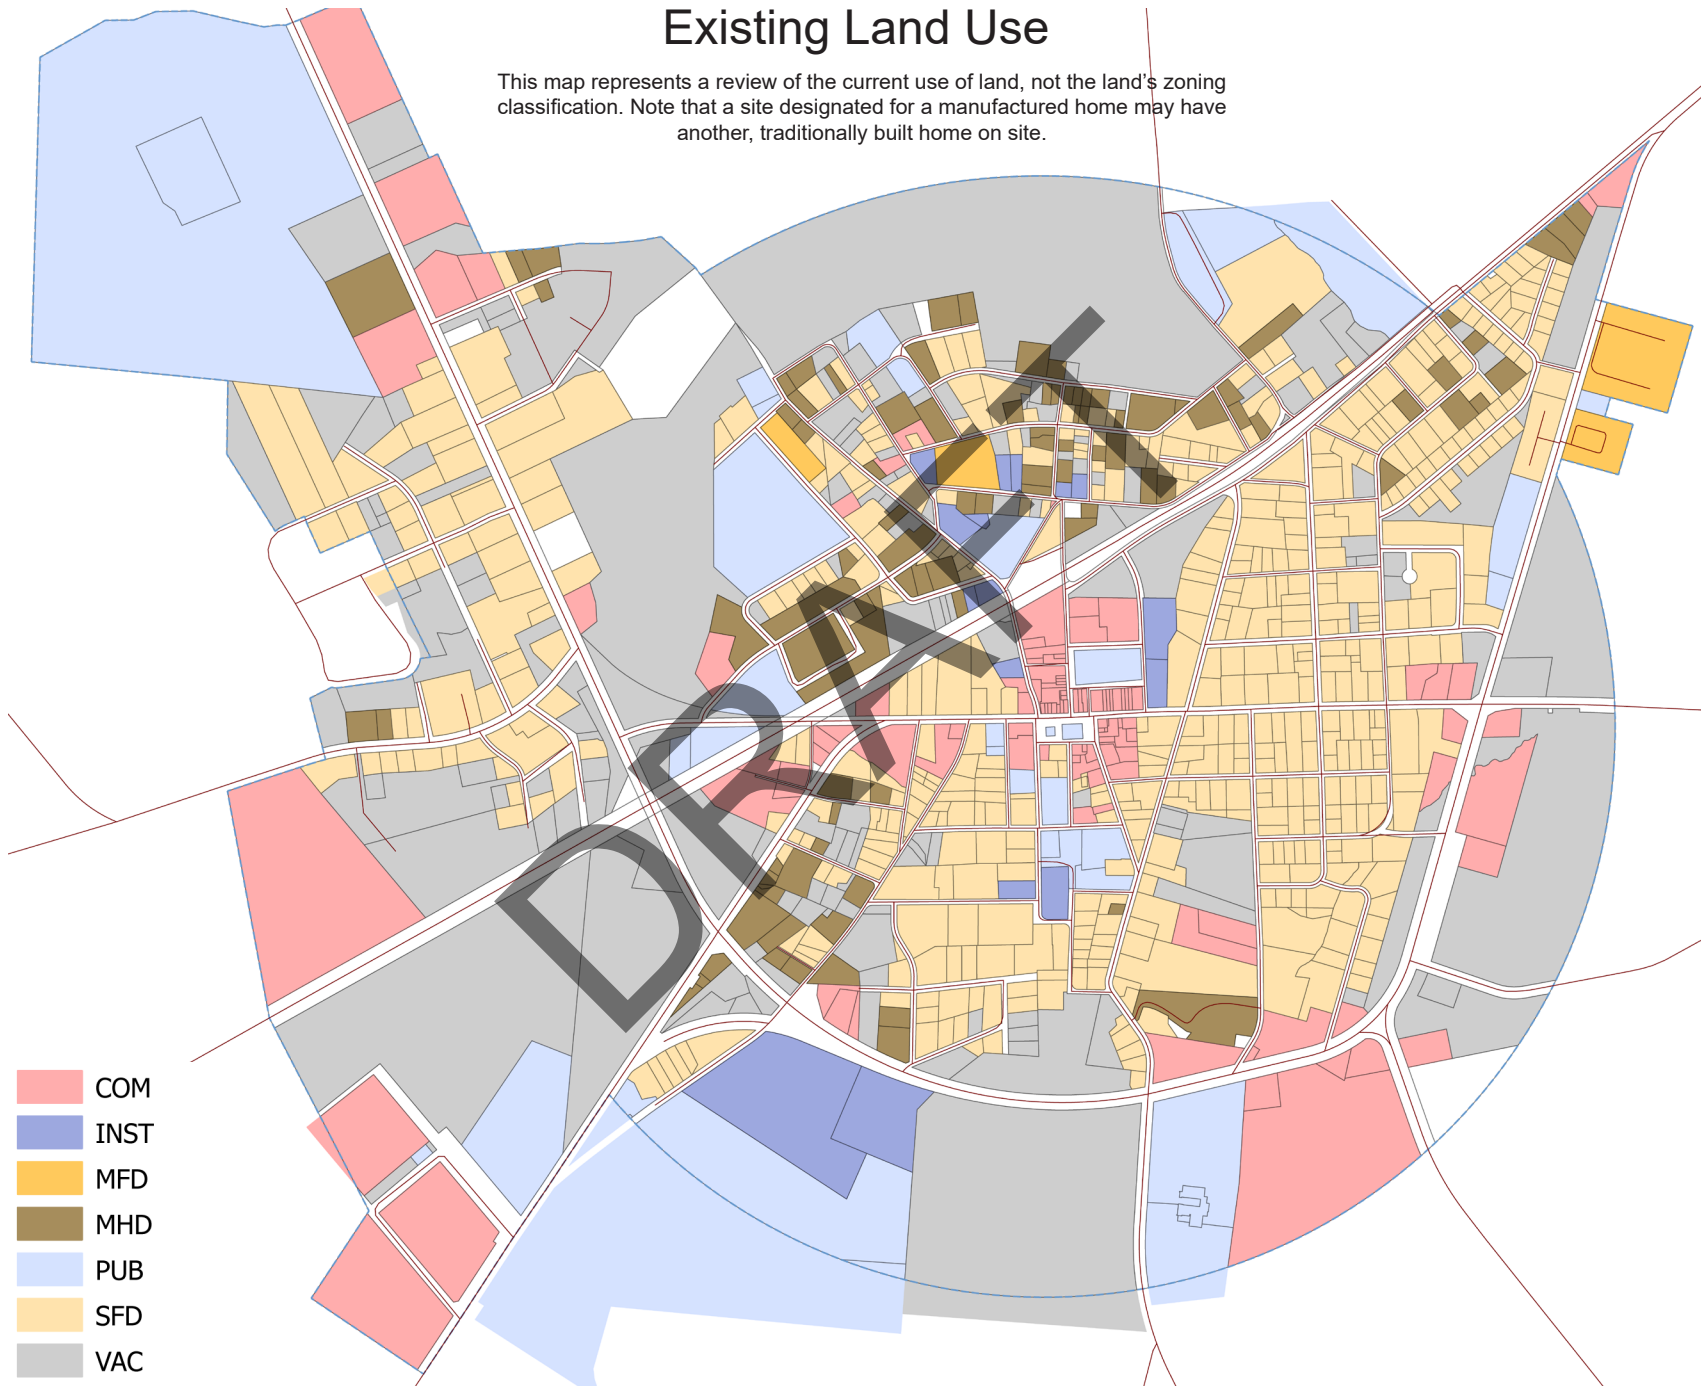 Existing Land Use
This map represents a review of the current use of land, not the land's zoning
classification. Note that a site designated for a manufactured home may have
another, traditionally built home on site.
DRAFT
COM
INST
MFD
MHD
PUB
SFD
VAC